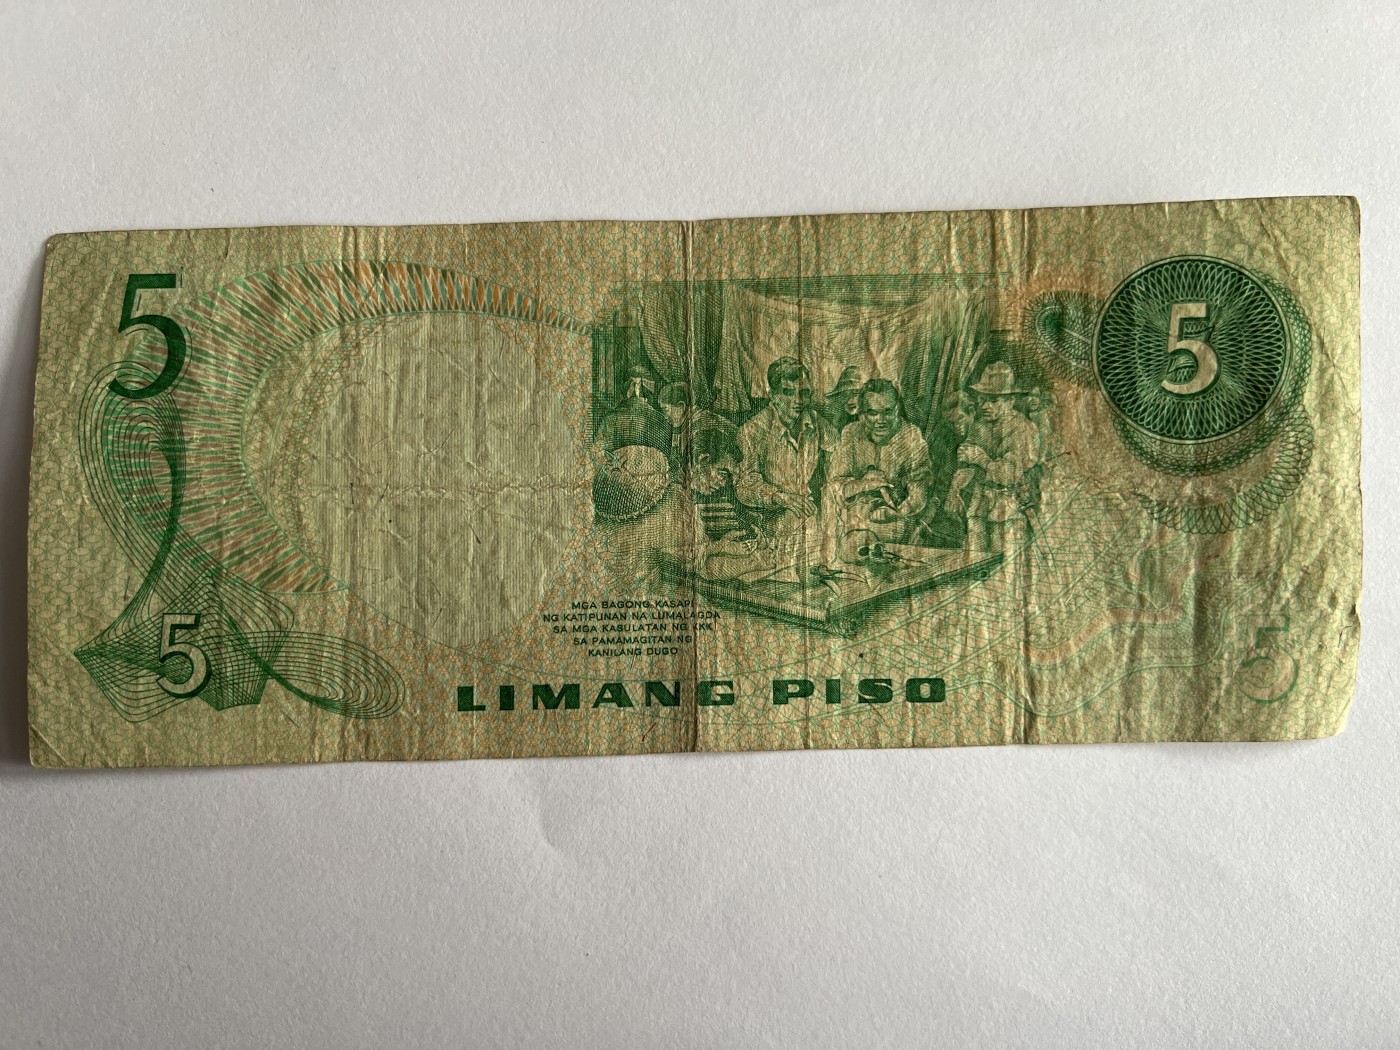 5
5
MGA BAGONG KASAPI
NG KATIPUNAN NA LUMALAGDA
SA MGA KASULATAN NG KKK
SA PAMAMAGITAN NG
KANILANG DUGO
5
5
LIMANG PISO